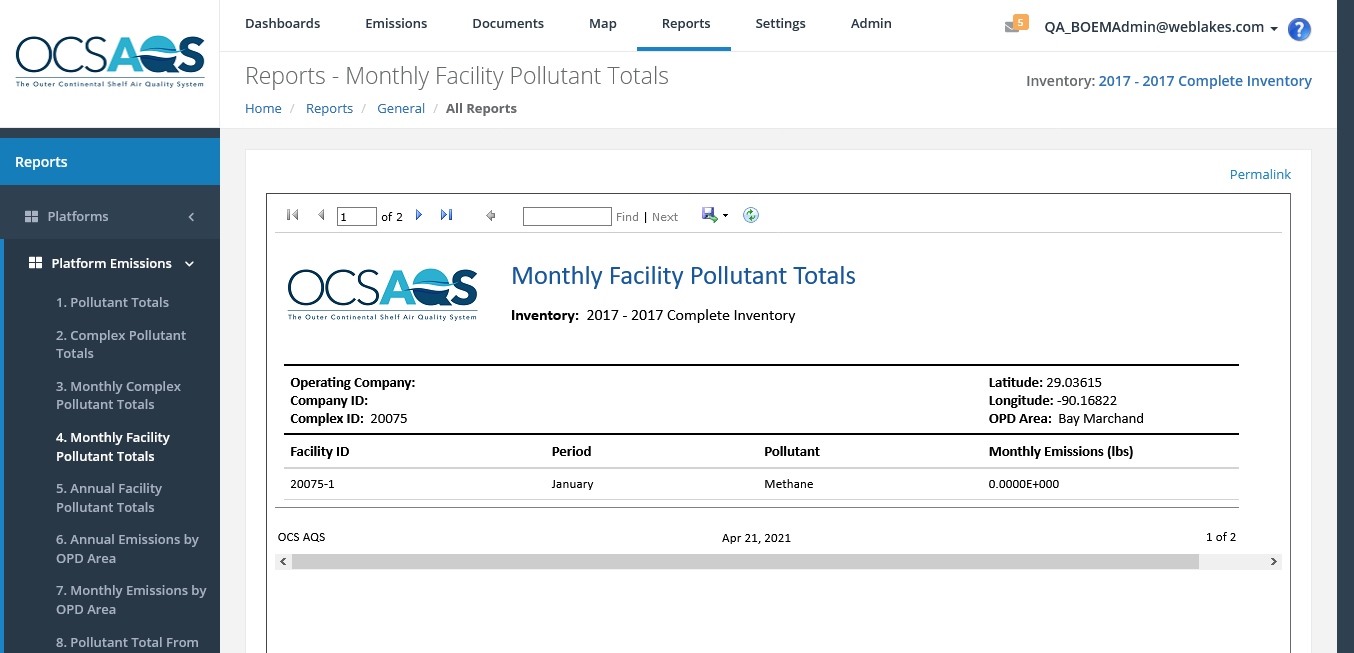 OCSAQS
The Outer Continental Shelf Air Quality System
Dashboards Emissions Documents Map Reports Settings Admin
5 QA_BOEMAdmin@weblakes.com ?
Reports - Monthly Facility Pollutant Totals
Inventory: 2017 - 2017 Complete Inventory
Home / Reports / General / All Reports
Reports
Platforms
Platform Emissions
1. Pollutant Totals
2. Complex Pollutant
Totals
3. Monthly Complex
Pollutant Totals
4. Monthly Facility
Pollutant Totals
5. Annual Facility
Pollutant Totals
6. Annual Emissions by
OPD Area
7. Monthly Emissions by
OPD Area
8. Pollutant Total From
Permalink
1 of 2 Find | Next
OCSAQS
The Outer Continental Shelf Air Quality System
Monthly Facility Pollutant Totals
Inventory: 2017 - 2017 Complete Inventory
Operating Company: Latitude: 29.03615
Company ID: Longitude: -90.16822
Complex ID: 20075 OPD Area: Bay Marchand
Facility ID Period Pollutant Monthly Emissions (lbs)
20075-1 January Methane 0.0000E+000
OCS AQS Apr 21, 2021 1 of 2